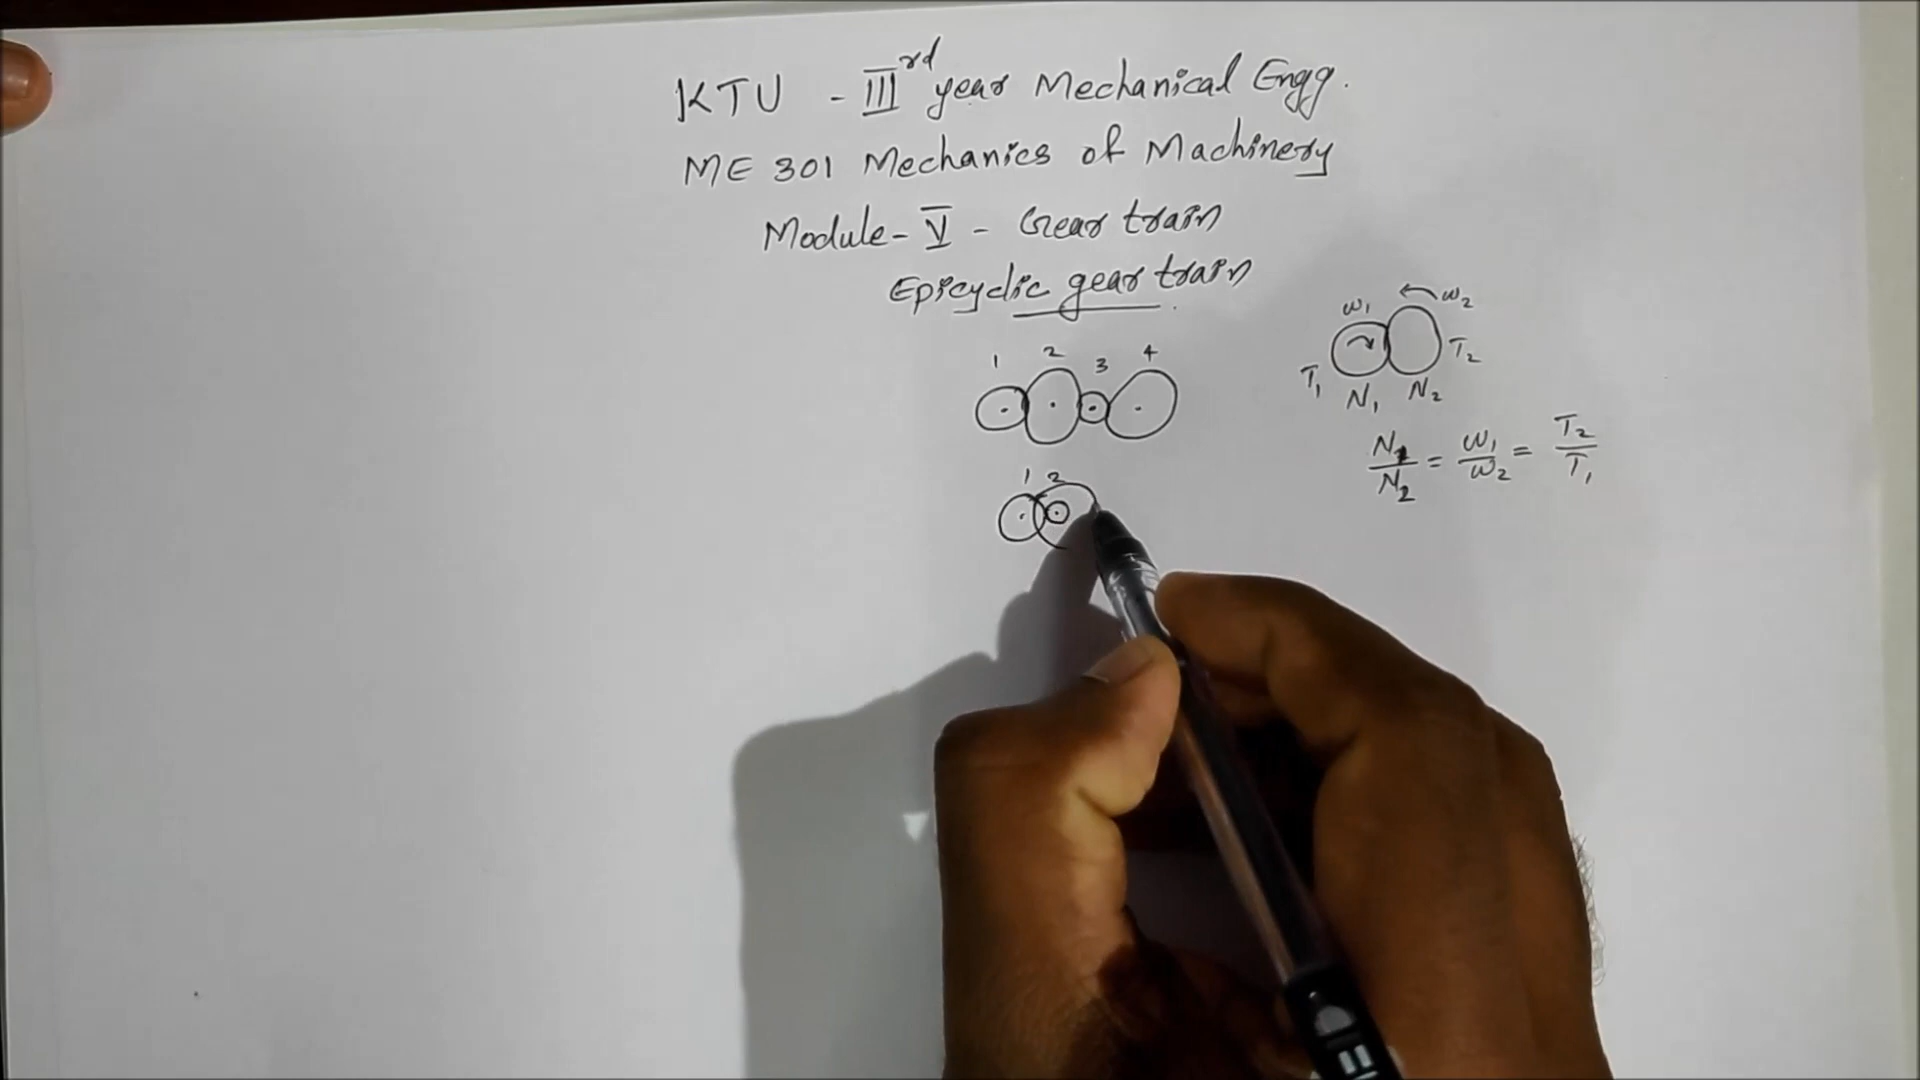 KTU - III rd year Mechanical Engg.
ME 301 Mechanics of Machinery
Module - V - Gear train
Epicyclic gear train
1 2 3 4
ω1 ω2
T1 T2
N1 N2
N1/N2 = ω1/ω2 = T2/T1
1 2